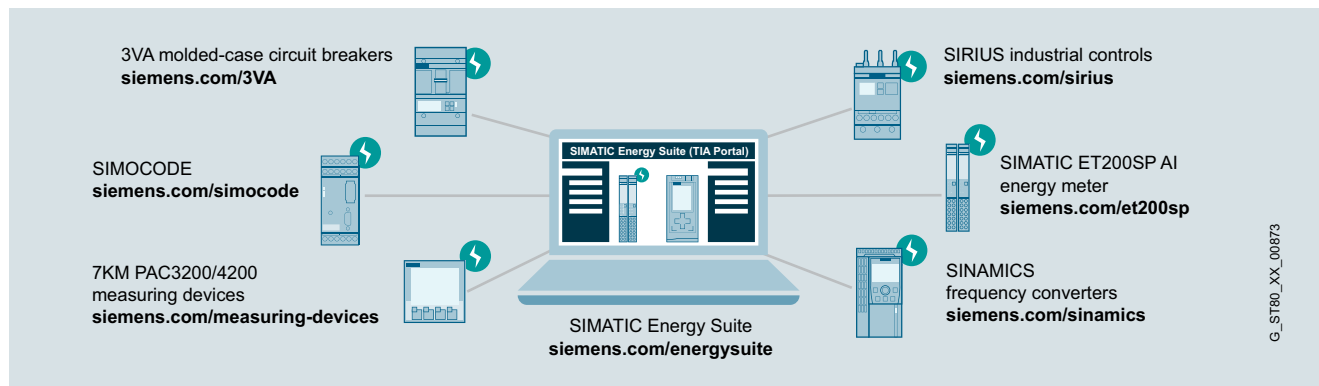 3VA molded-case circuit breakers
siemens.com/3VA
SIMOCODE
siemens.com/simocode
7KM PAC3200/4200
measuring devices
siemens.com/measuring-devices
SIMATIC Energy Suite (TIA Portal)
SIMATIC Energy Suite
siemens.com/energysuite
SIRIUS industrial controls
siemens.com/sirius
SIMATIC ET200SP AI
energy meter
siemens.com/et200sp
SINAMICS
frequency converters
siemens.com/sinamics
G_ST80_XX_00873